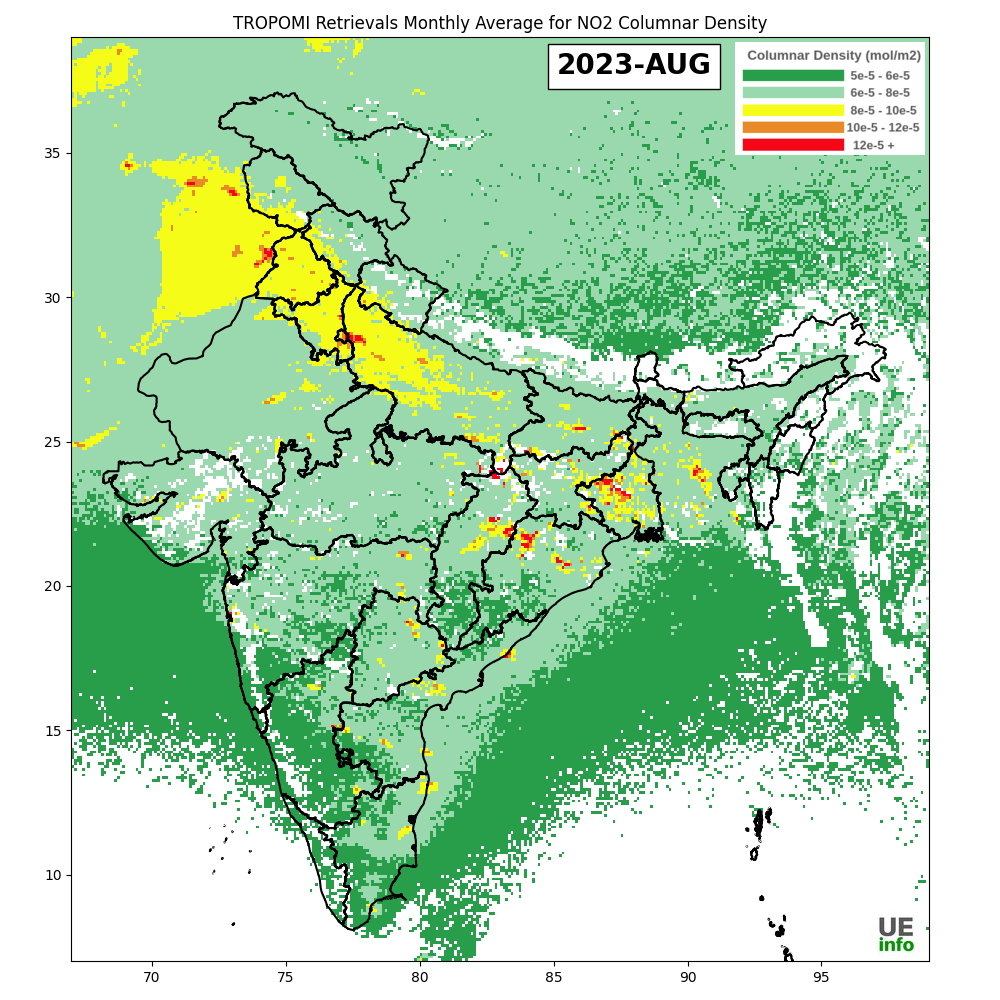 TROPOMI Retrievals Monthly Average for NO2 Columnar Density
2023-AUG
Columnar Density (mol/m2)
5e-5 - 6e-5
6e-5 - 8e-5
8e-5 - 10e-5
10e-5 - 12e-5
12e-5 +
35
30
25
20
15
10
70
75
80
85
90
95
UE
info